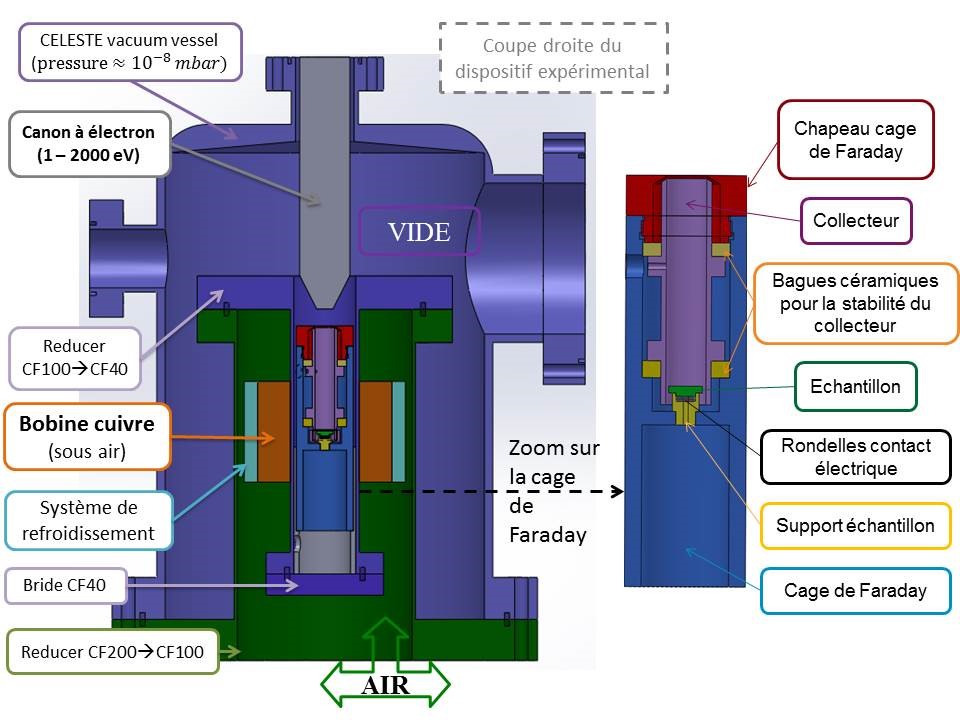 CELESTE vacuum vessel
(pressure ≈ 10⁻⁸ mbar)
Coupe droite du
dispositif expérimental
Canon à électron
(1 – 2000 eV)
VIDE
Reducer
CF100→CF40
Bobine cuivre
(sous air)
Système de
refroidissement
Bride CF40
Reducer CF200→CF100
AIR
Zoom sur
la cage
de
Faraday
Chapeau cage
de Faraday
Collecteur
Bagues céramiques
pour la stabilité du
collecteur
Echantillon
Rondelles contact
électrique
Support échantillon
Cage de Faraday